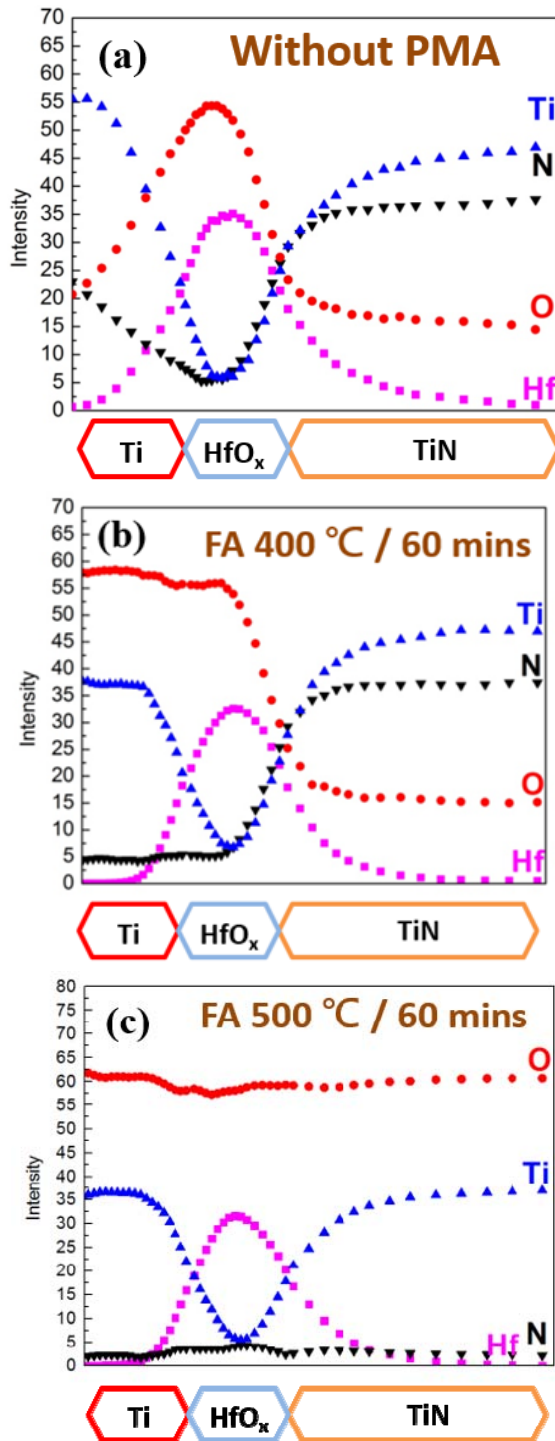 70
(a) Without PMA
65
60
55
50
45
40
35
30
25
20
15
10
5
0
Intensity
Ti
N
O
Hf
Ti HfOₓ TiN
70
(b) FA 400 ℃ / 60 mins
65
60
55
50
45
40
35
30
25
20
15
10
5
0
Intensity
Ti
N
O
Hf
Ti HfOₓ TiN
80
(c) FA 500 ℃ / 60 mins
75
70
65
60
55
50
45
40
35
30
25
20
15
10
5
0
Intensity
O
Ti
N
Hf
Ti HfOₓ TiN